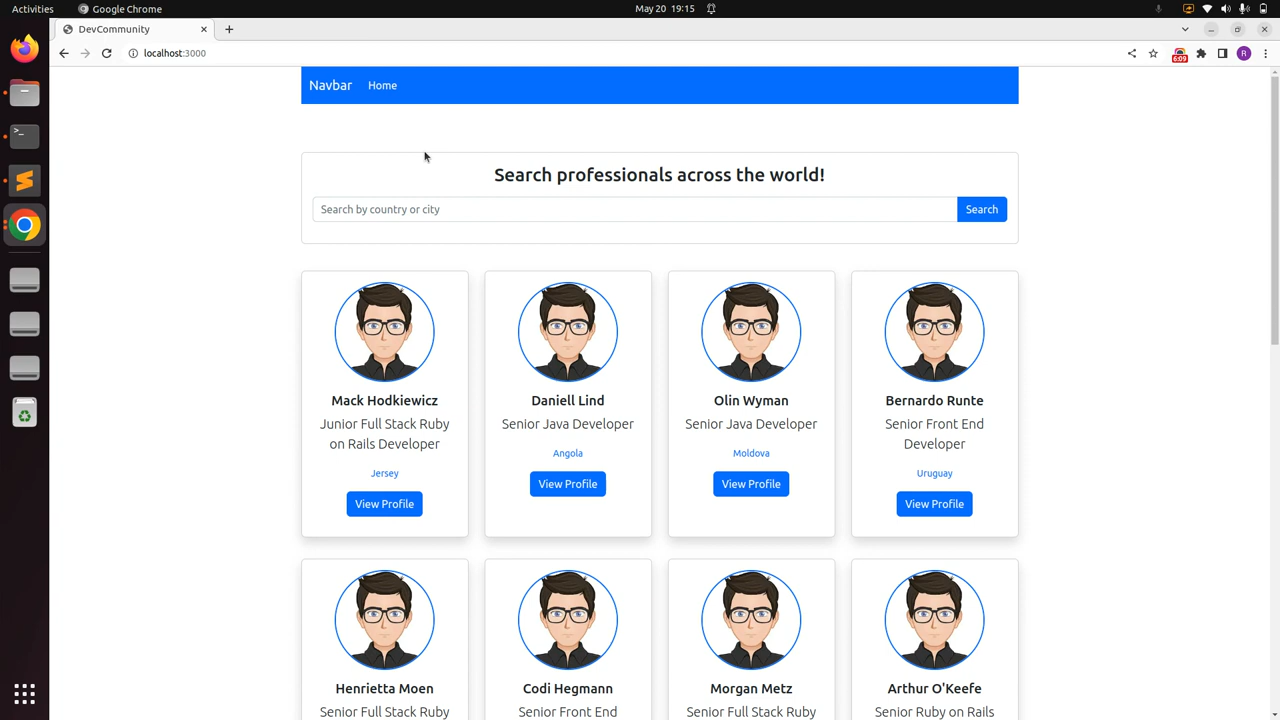 Activities
Google Chrome
May 20 19:15
DevCommunity
localhost:3000
6:09
R
Navbar
Home
Search professionals across the world!
Search by country or city
Search
Mack Hodkiewicz
Junior Full Stack Ruby
on Rails Developer
Jersey
View Profile
Daniell Lind
Senior Java Developer
Angola
View Profile
Olin Wyman
Senior Java Developer
Moldova
View Profile
Bernardo Runte
Senior Front End
Developer
Uruguay
View Profile
Henrietta Moen
Senior Full Stack Ruby
Codi Hegmann
Senior Front End
Morgan Metz
Senior Full Stack Ruby
Arthur O'Keefe
Senior Ruby on Rails